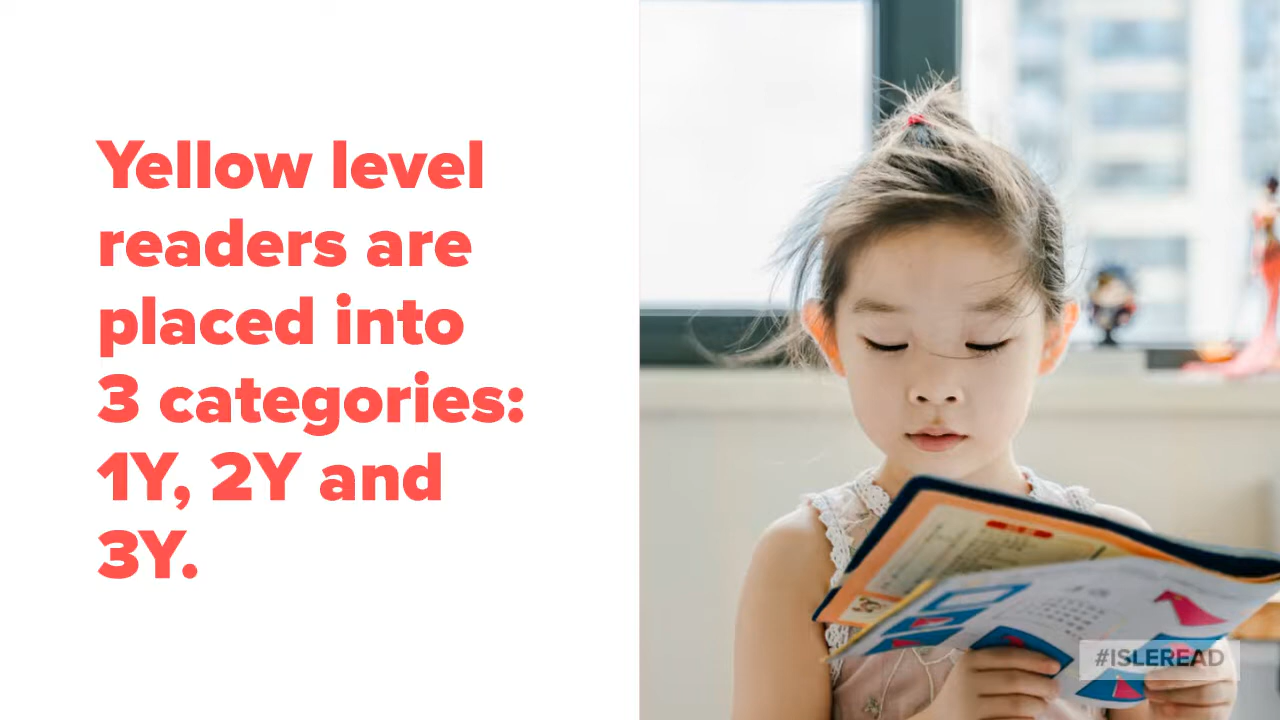 Yellow level
readers are
placed into
3 categories:
1Y, 2Y and
3Y.
#ISLEREAD